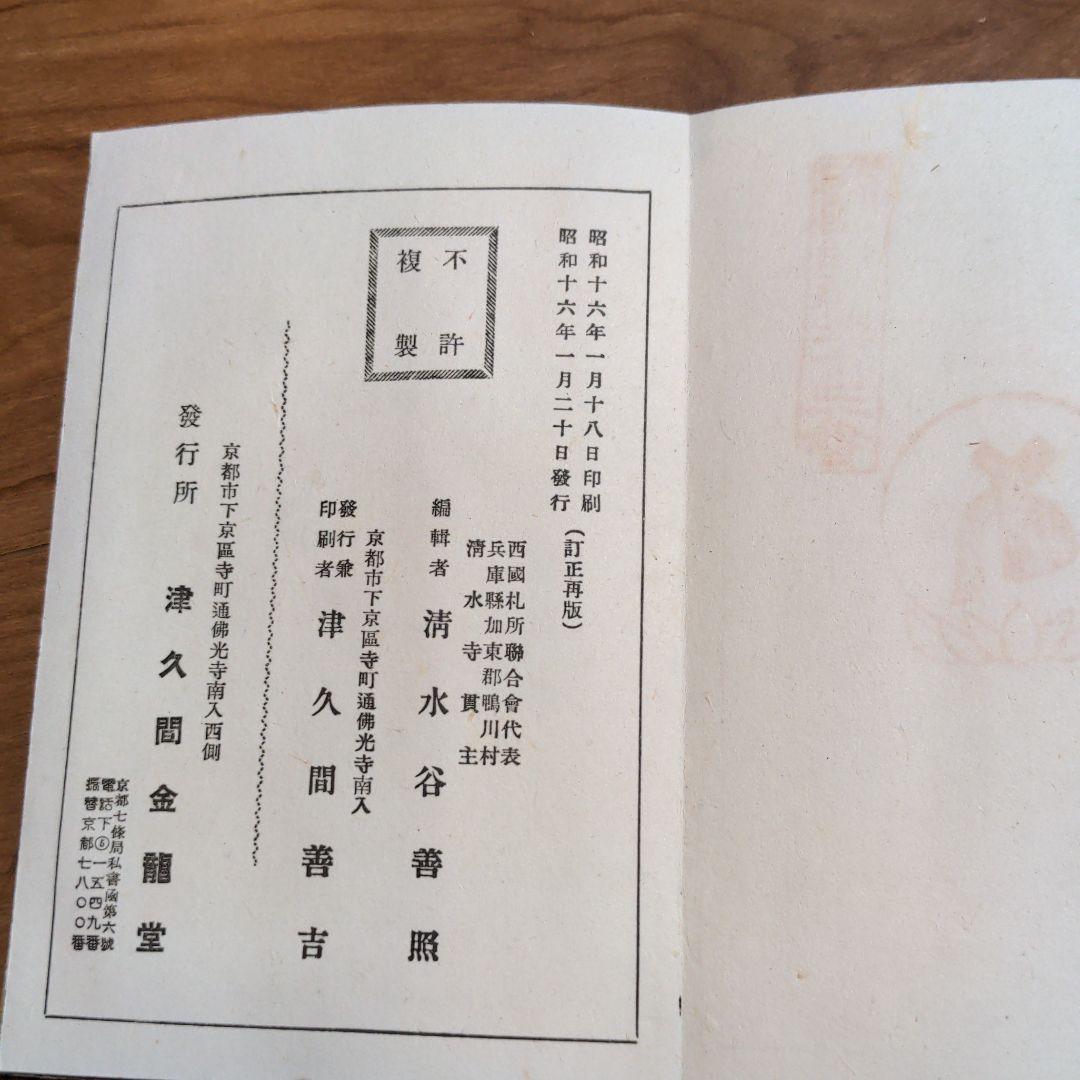 昭和十六年一月十八日印刷
昭和十六年一月二十日發行
(訂正再版)
不許
複製
西國札所聯合會代表
兵庫縣加東郡鴨川村
淸水寺貫主
編輯者 淸水谷善照
京都市下京區寺町通佛光寺南入
發行兼
印刷者 津久間善吉
京都市下京區寺町通佛光寺南入西側
發行所 津久間金龍堂
京都七條局私書函第六號
電話下⑥一五四九番
振替京都七八〇〇番